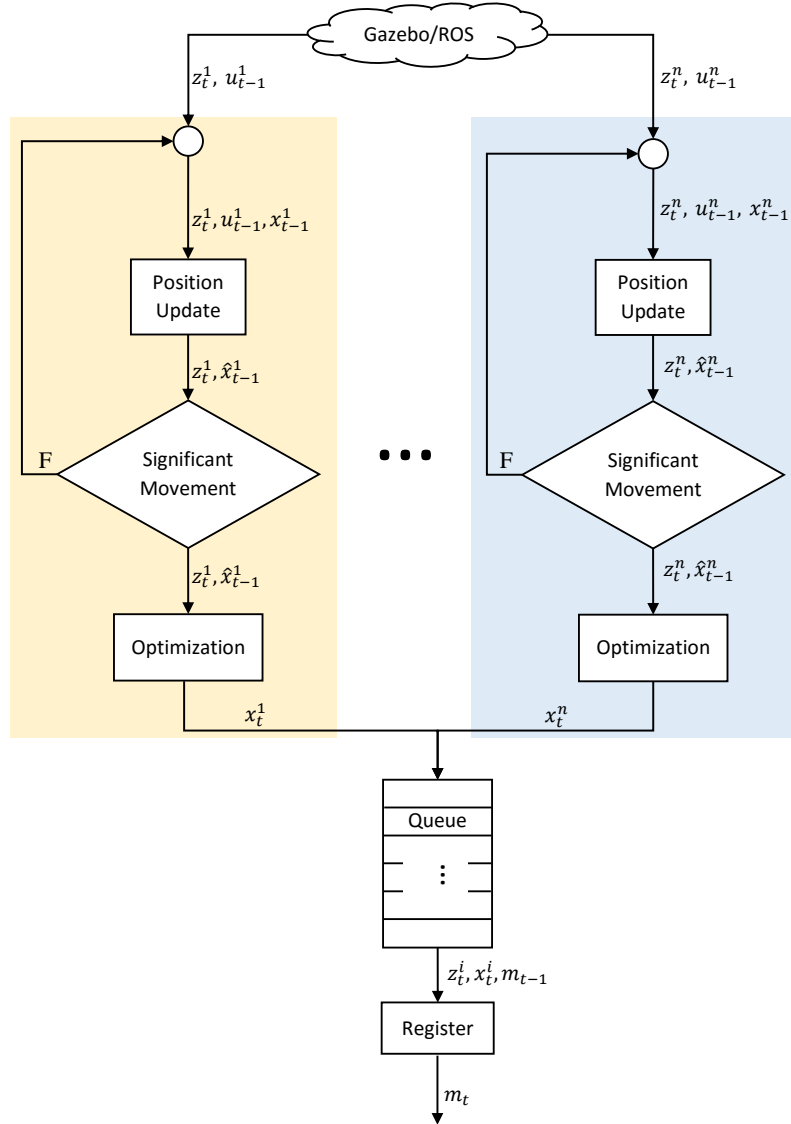 Gazebo/ROS
z_t^1, u_{t-1}^1
z_t^n, u_{t-1}^n
z_t^1, u_{t-1}^1, x_{t-1}^1
z_t^n, u_{t-1}^n, x_{t-1}^n
Position
Update
Position
Update
z_t^1, x̂_{t-1}^1
z_t^n, x̂_{t-1}^n
F
Significant
Movement
...
F
Significant
Movement
z_t^1, x̂_{t-1}^1
z_t^n, x̂_{t-1}^n
Optimization
Optimization
x_t^1
x_t^n
Queue
⋮
z_t^i, x_t^i, m_{t-1}
Register
m_t